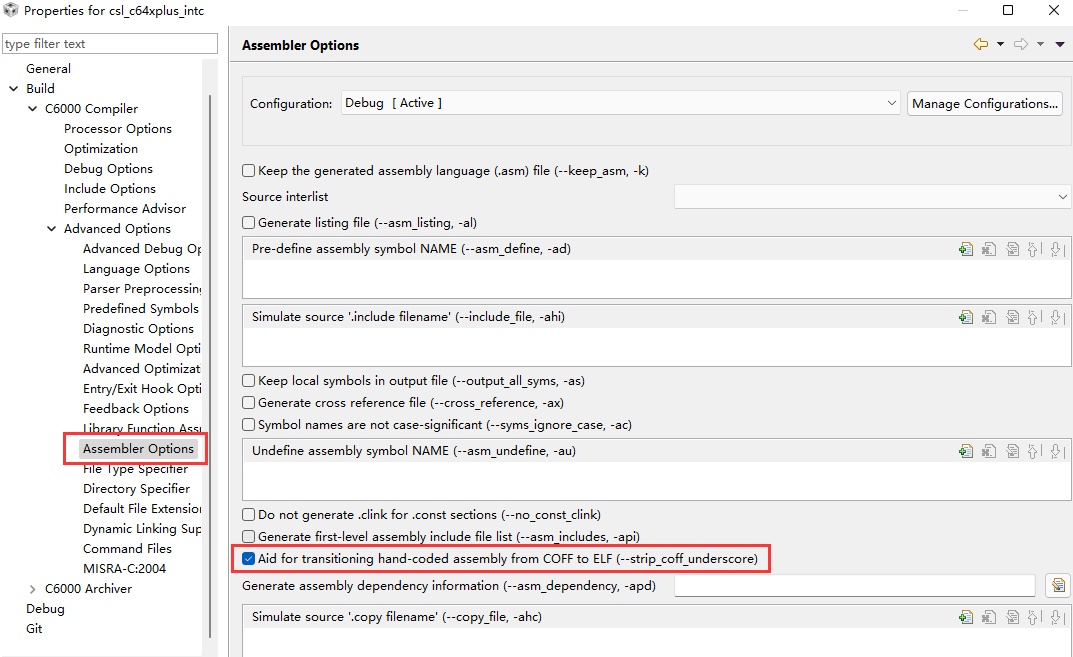 Properties for csl_c64xplus_intc
type filter text
General
Build
C6000 Compiler
Processor Options
Optimization
Debug Options
Include Options
Performance Advisor
Advanced Options
Advanced Debug Op
Language Options
Parser Preprocessing
Predefined Symbols
Diagnostic Options
Runtime Model Opti
Advanced Optimizat
Entry/Exit Hook Opti
Feedback Options
Library Function Assu
Assembler Options
File Type Specifier
Directory Specifier
Default File Extension
Dynamic Linking Sup
Command Files
MISRA-C:2004
C6000 Archiver
Debug
Git
Assembler Options
Configuration: Debug [ Active ] Manage Configurations...
Keep the generated assembly language (.asm) file (--keep_asm, -k)
Source interlist
Generate listing file (--asm_listing, -al)
Pre-define assembly symbol NAME (--asm_define, -ad)
Simulate source '.include filename' (--include_file, -ahi)
Keep local symbols in output file (--output_all_syms, -as)
Generate cross reference file (--cross_reference, -ax)
Symbol names are not case-significant (--syms_ignore_case, -ac)
Undefine assembly symbol NAME (--asm_undefine, -au)
Do not generate .clink for .const sections (--no_const_clink)
Generate first-level assembly include file list (--asm_includes, -api)
Aid for transitioning hand-coded assembly from COFF to ELF (--strip_coff_underscore)
Generate assembly dependency information (--asm_dependency, -apd)
Simulate source '.copy filename' (--copy_file, -ahc)